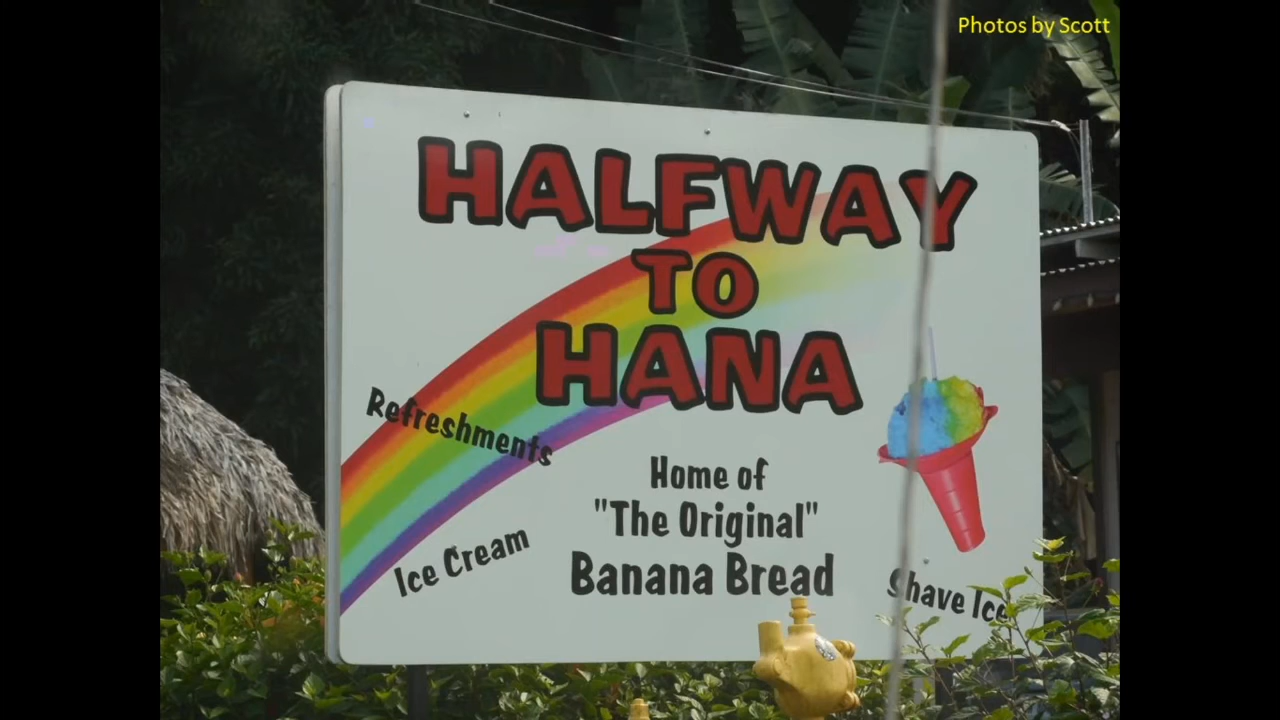 Photos by Scott
HALFWAY
TO
HANA
Refreshments
Home of
"The Original"
Banana Bread
Ice Cream
Shave Ice